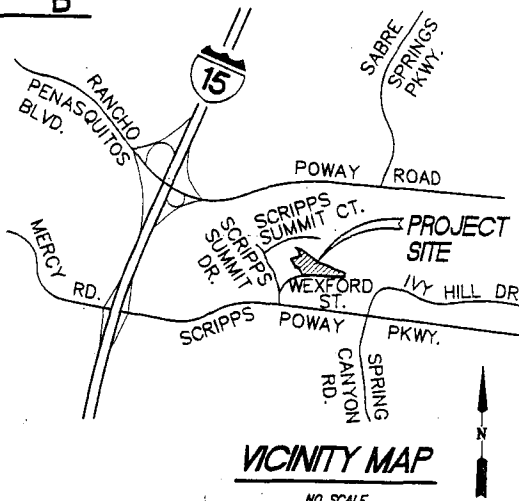 B
15
RANCHO
PENASQUITOS
BLVD.
SABRE
SPRINGS
PKWY.
POWAY ROAD
SCRIPPS
SUMMIT CT.
SCRIPPS
SUMMIT
DR.
PROJECT
SITE
MERCY
RD.
WEXFORD
ST.
IVY HILL DR
SCRIPPS POWAY PKWY.
SPRING
CANYON
RD.
VICINITY MAP
NO SCALE
N